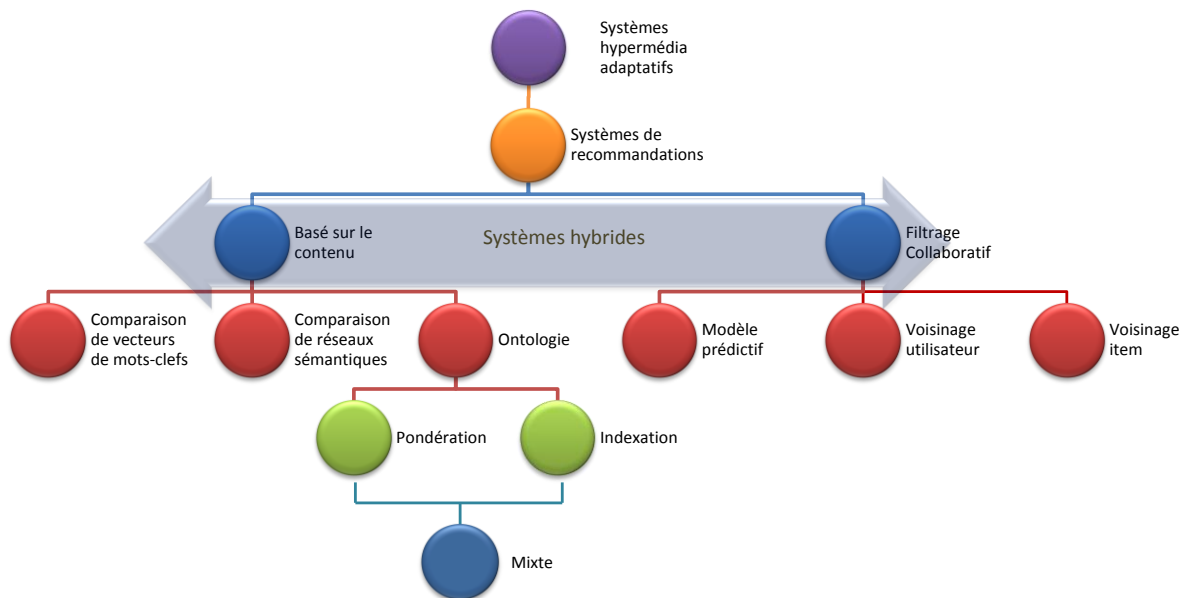 Systèmes
hypermédia
adaptatifs
Systèmes de
recommandations
Basé sur le
contenu
Systèmes hybrides
Filtrage
Collaboratif
Comparaison
de vecteurs
de mots-clefs
Comparaison
de réseaux
sémantiques
Ontologie
Modèle
prédictif
Voisinage
utilisateur
Voisinage
item
Pondération
Indexation
Mixte